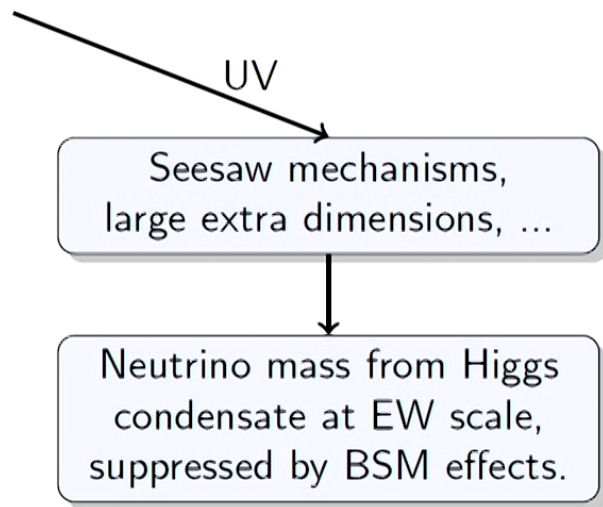 UV
Seesaw mechanisms,
large extra dimensions, ...
Neutrino mass from Higgs
condensate at EW scale,
suppressed by BSM effects.